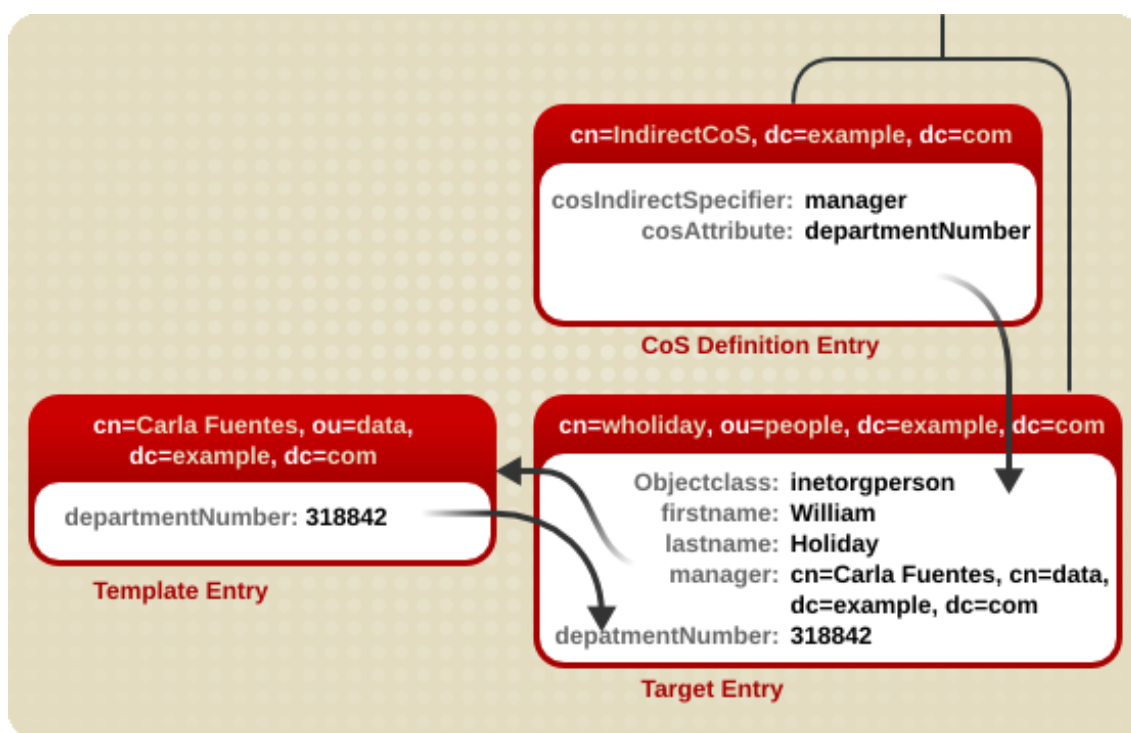 cn=IndirectCoS, dc=example, dc=com
cosIndirectSpecifier: manager
cosAttribute: departmentNumber
CoS Definition Entry
cn=Carla Fuentes, ou=data,
dc=example, dc=com
departmentNumber: 318842
Template Entry
cn=wholiday, ou=people, dc=example, dc=com
Objectclass: inetorgperson
firstname: William
lastname: Holiday
manager: cn=Carla Fuentes, cn=data,
dc=example, dc=com
depatmentNumber: 318842
Target Entry